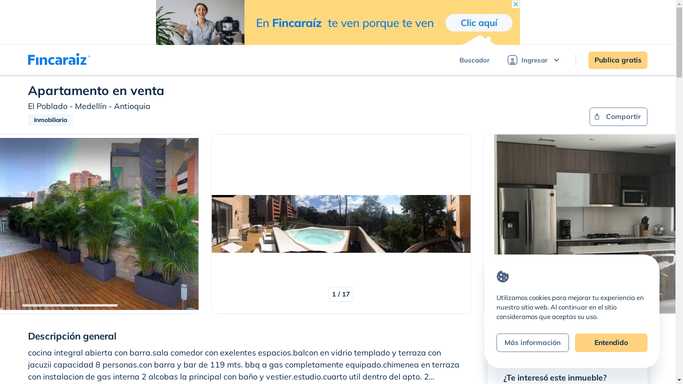 En Fincaraíz te ven porque te ven
Clic aquí
Fincaraiz
Buscador
Ingresar
Publica gratis
Apartamento en venta
El Poblado - Medellín - Antioquia
Inmobiliaria
Compartir
1 / 17
Utilizamos cookies para mejorar tu experiencia en
nuestro sitio web. Al continuar en el sitio
consideramos que aceptas su uso.
Más información
Entendido
Descripción general
cocina integral abierta con barra.sala comedor con exelentes espacios.balcon en vidrio templado y terraza con
jacuzii capacidad 8 personas.con barra y bar de 119 mts. bbq a gas completamente equipado.chimenea en terraza
con instalacion de gas interna 2 alcobas la principal con baño y vestier.estudio.cuarto util dentro del apto. 2...
¿Te interesó este inmueble?